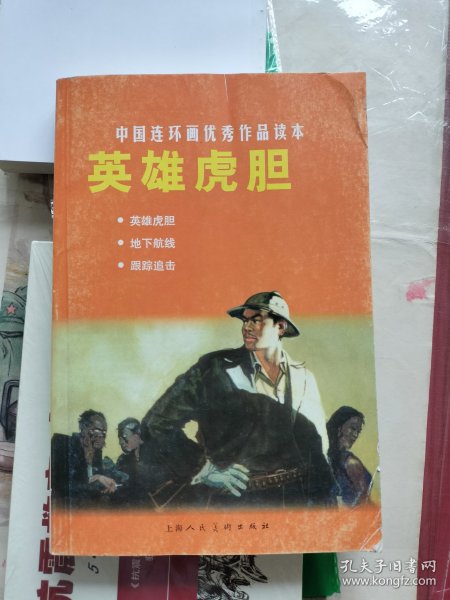 中国连环画优秀作品读本
英雄虎胆
• 英雄虎胆
• 地下航线
• 跟踪追击
上海人民美术出版社
孔夫子旧书网
www.kongfz.com